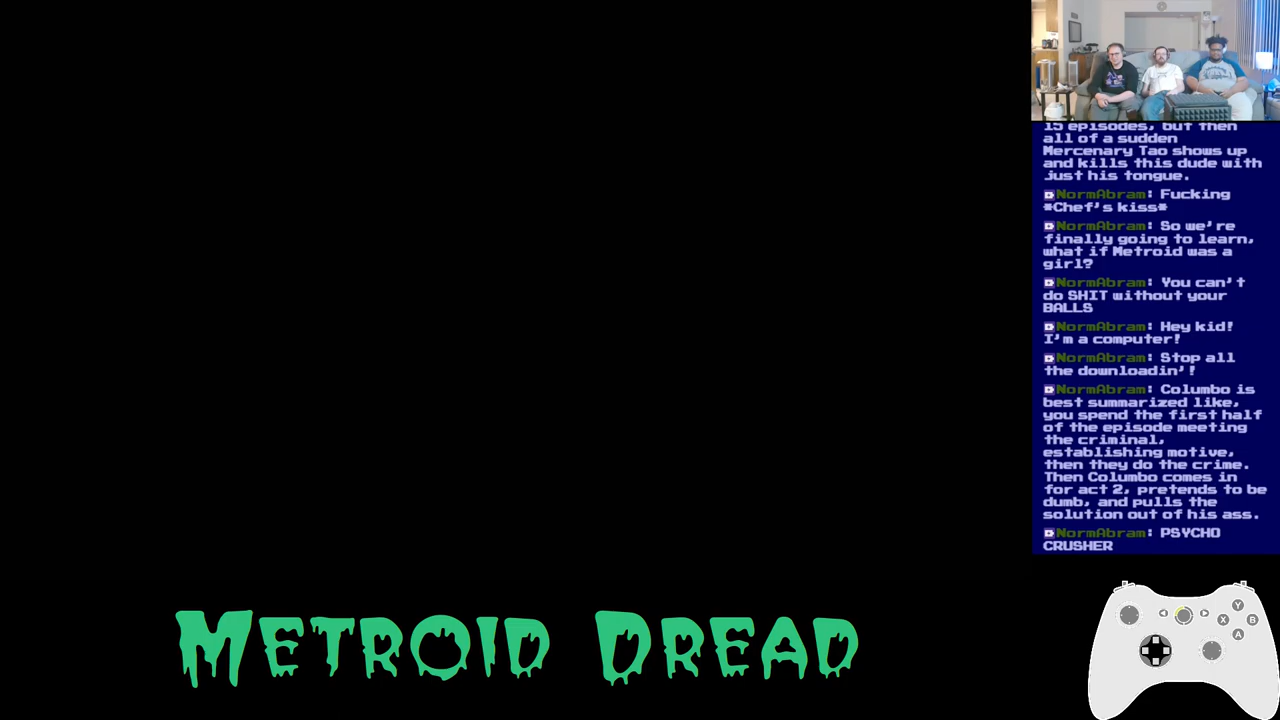 15 episodes, but then
all of a sudden
Mercenary Tao shows up
and kills this dude with
just his tongue.
NormAbram: Fucking
*Chef's kiss*
NormAbram: So we're
finally going to learn,
what if Metroid was a
girl?
NormAbram: You can't
do SHIT without your
BALLS
NormAbram: Hey kid!
I'm a computer!
NormAbram: Stop all
the downloadin'!
NormAbram: Columbo is
best summarized like,
you spend the first half
of the episode meeting
the criminal,
establishing motive,
then they do the crime.
Then Columbo comes in
for act 2, pretends to be
dumb, and pulls the
solution out of his ass.
NormAbram: PSYCHO
CRUSHER
METROID DREAD
Y
X
B
A